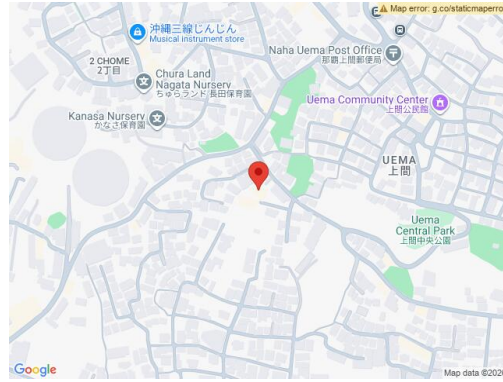 Map error: g.co/staticmaperro
沖縄三線じんじん
Musical instrument store
Naha Uema Post Office
那覇上間郵便局
2 CHOME
2丁目
Chura Land
Nagata Nursery
ちゅらランド長田保育園
Uema Community Center
上間公民館
Kanasa Nursery
かなさ保育園
UEMA
上間
Uema
Central Park
上間中央公園
Google
Map data ©202